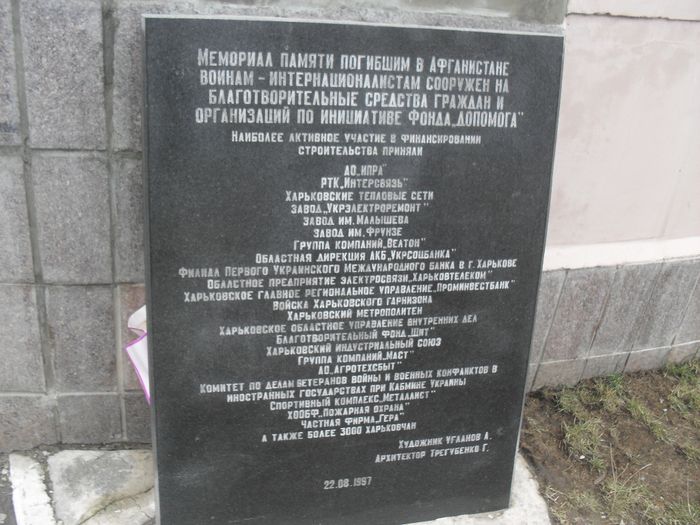 Мемориал памяти погибшим в Афганистане
воинам - интернационалистам сооружен на
благотворительные средства граждан и
организаций по инициативе фонда „Допомога"
Наиболее активное участие в финансировании
строительства приняли
АО „ИПРА"
РТК „Интерсвязь"
Харьковские тепловые сети
завод „Укрэлектроремонт"
завод им. Малышева
завод им. Фрунзе
Группа компаний „Велтон"
Областная дирекция АКБ „Укрсоцбанка"
Филиал Первого Украинского Международного банка в г. Харькове
Областное предприятие электросвязи „Харьковтелеком"
Харьковское главное региональное управление „Проминвестбанк"
Войска Харьковского гарнизона
Харьковский метрополитен
Харьковское областное управление внутренних дел
Благотворительный фонд „Щит"
Харьковский индустриальный союз
Группа компаний „Маст"
АО „Агротехсбыт"
Комитет по делам ветеранов войны и военных конфликтов в
иностранных государствах при Кабмине Украины
Спортивный комплекс „Металист"
ХООБФ „Пожарная охрана"
Частная фирма „Гера"
а также более 3000 харьковчан
Художник Угланов А.
Архитектор Трегубенко Г.
22.08.1997